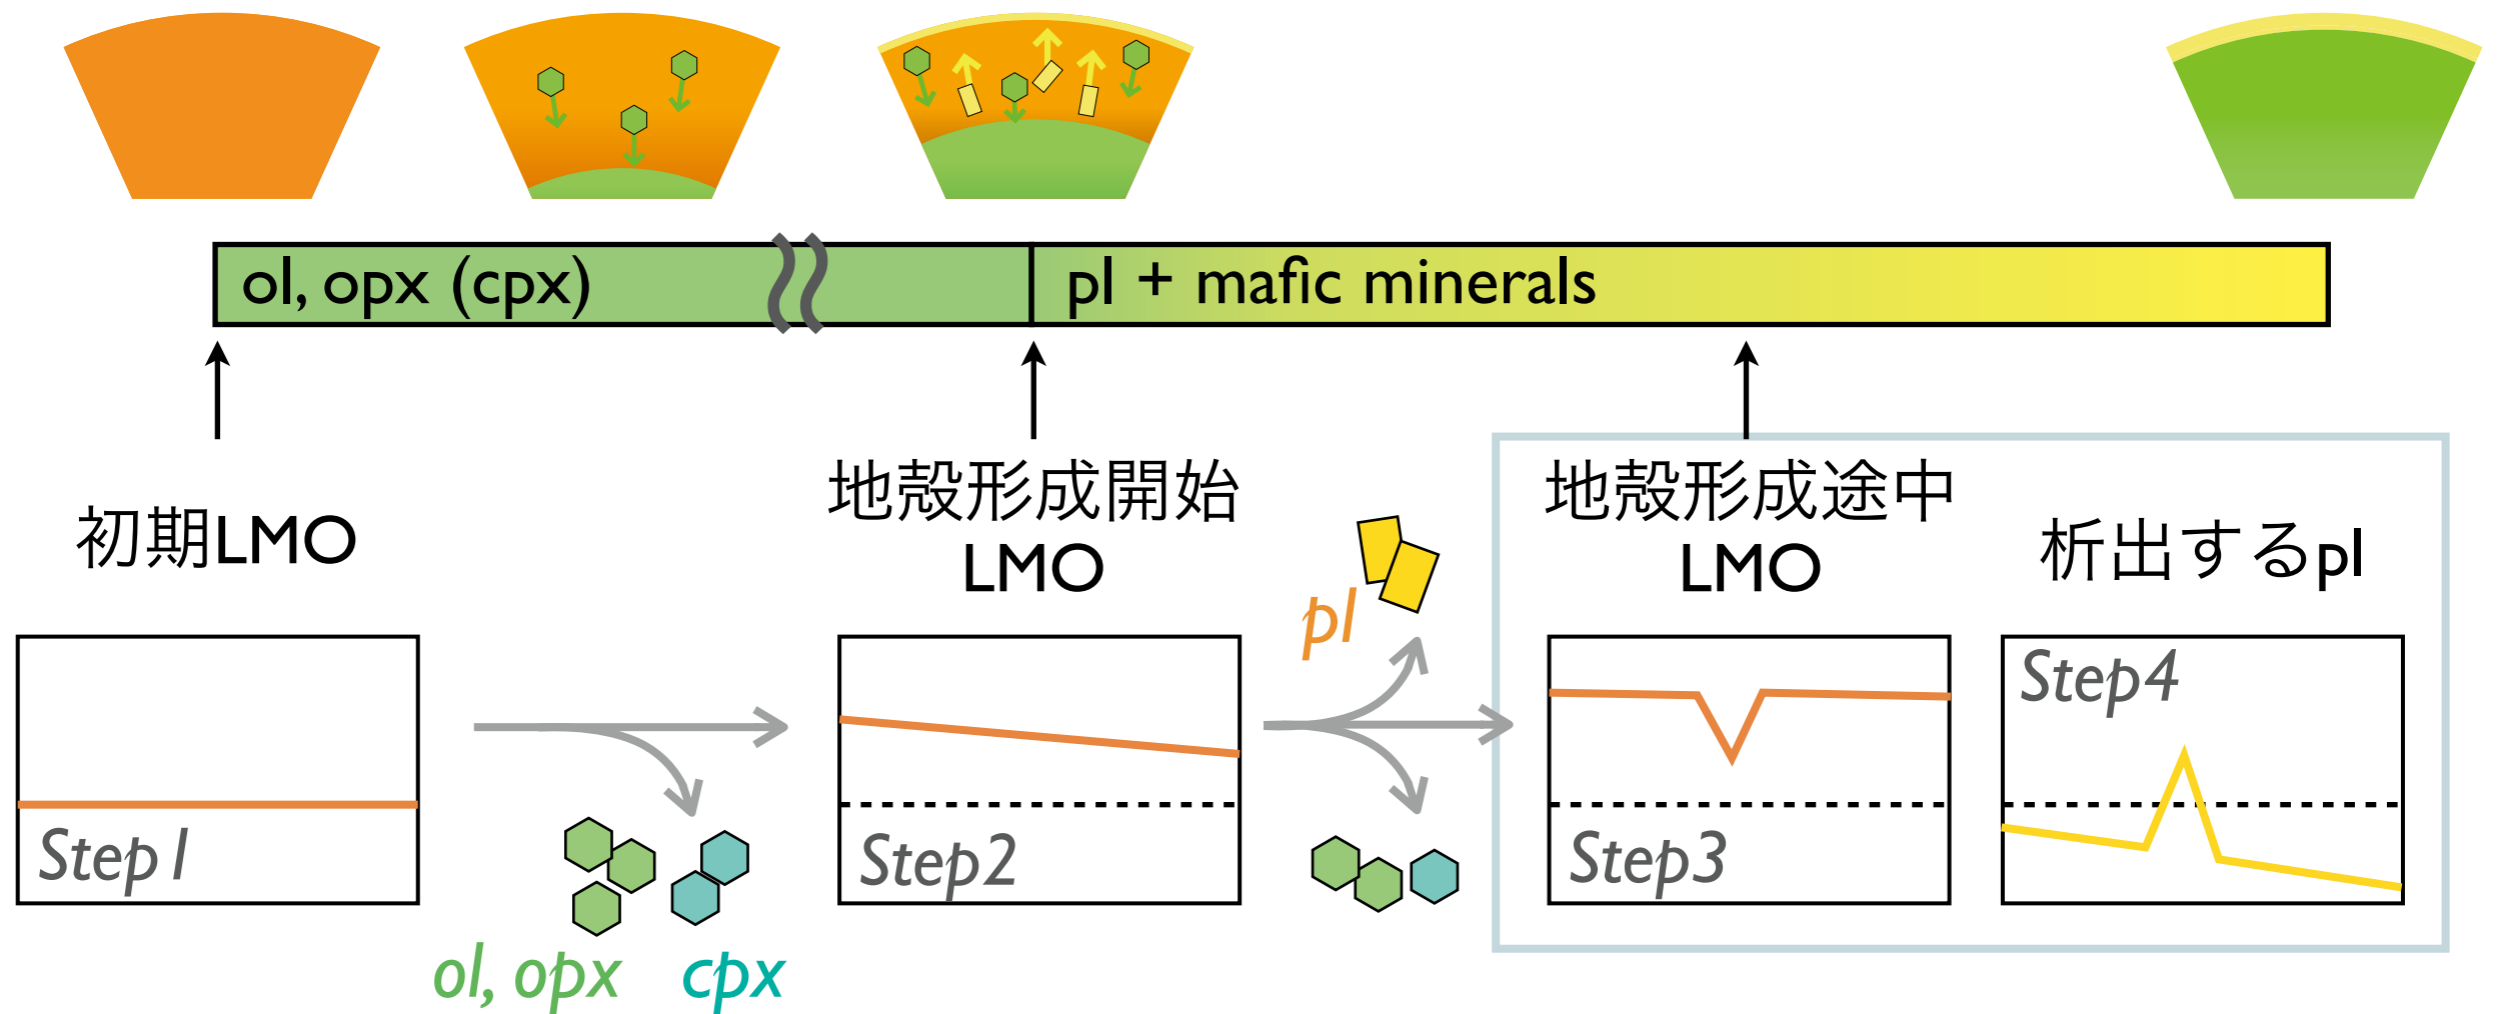 ol, opx (cpx)
pl + mafic minerals
初期LMO
地殻形成開始
LMO
地殻形成途中
LMO
析出するpl
pl
Step1
Step2
Step3
Step4
ol, opx
cpx